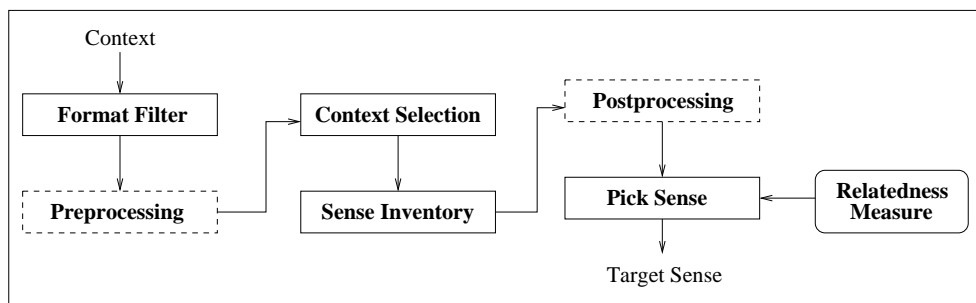 Context
Format Filter
Preprocessing
Context Selection
Sense Inventory
Postprocessing
Pick Sense
Relatedness
Measure
Target Sense